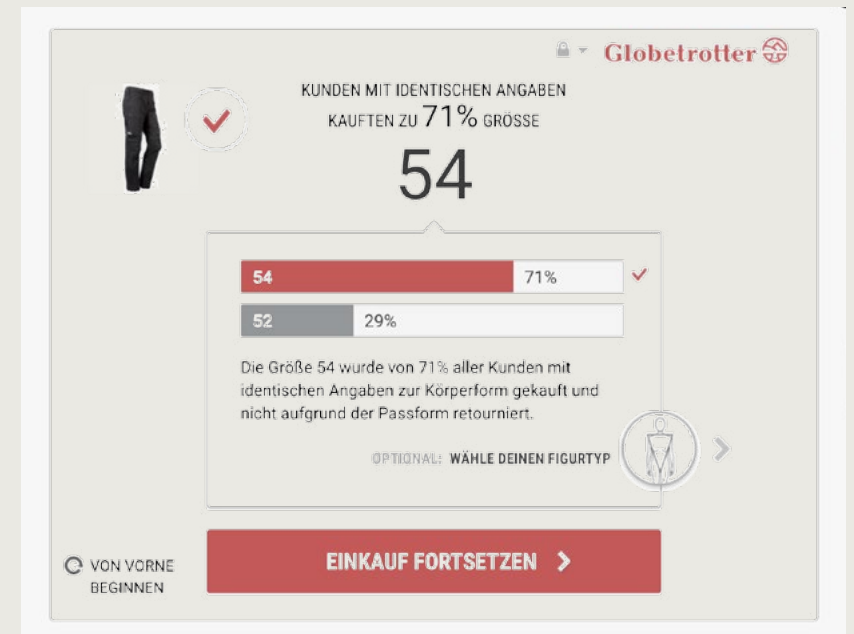 Globetrotter
KUNDEN MIT IDENTISCHEN ANGABEN
KAUFTEN ZU 71% GRÖSSE
54
54 71%
52 29%
Die Größe 54 wurde von 71% aller Kunden mit
identischen Angaben zur Körperform gekauft und
nicht aufgrund der Passform retourniert.
OPTIONAL: WÄHLE DEINEN FIGURTYP
EINKAUF FORTSETZEN
VON VORNE
BEGINNEN